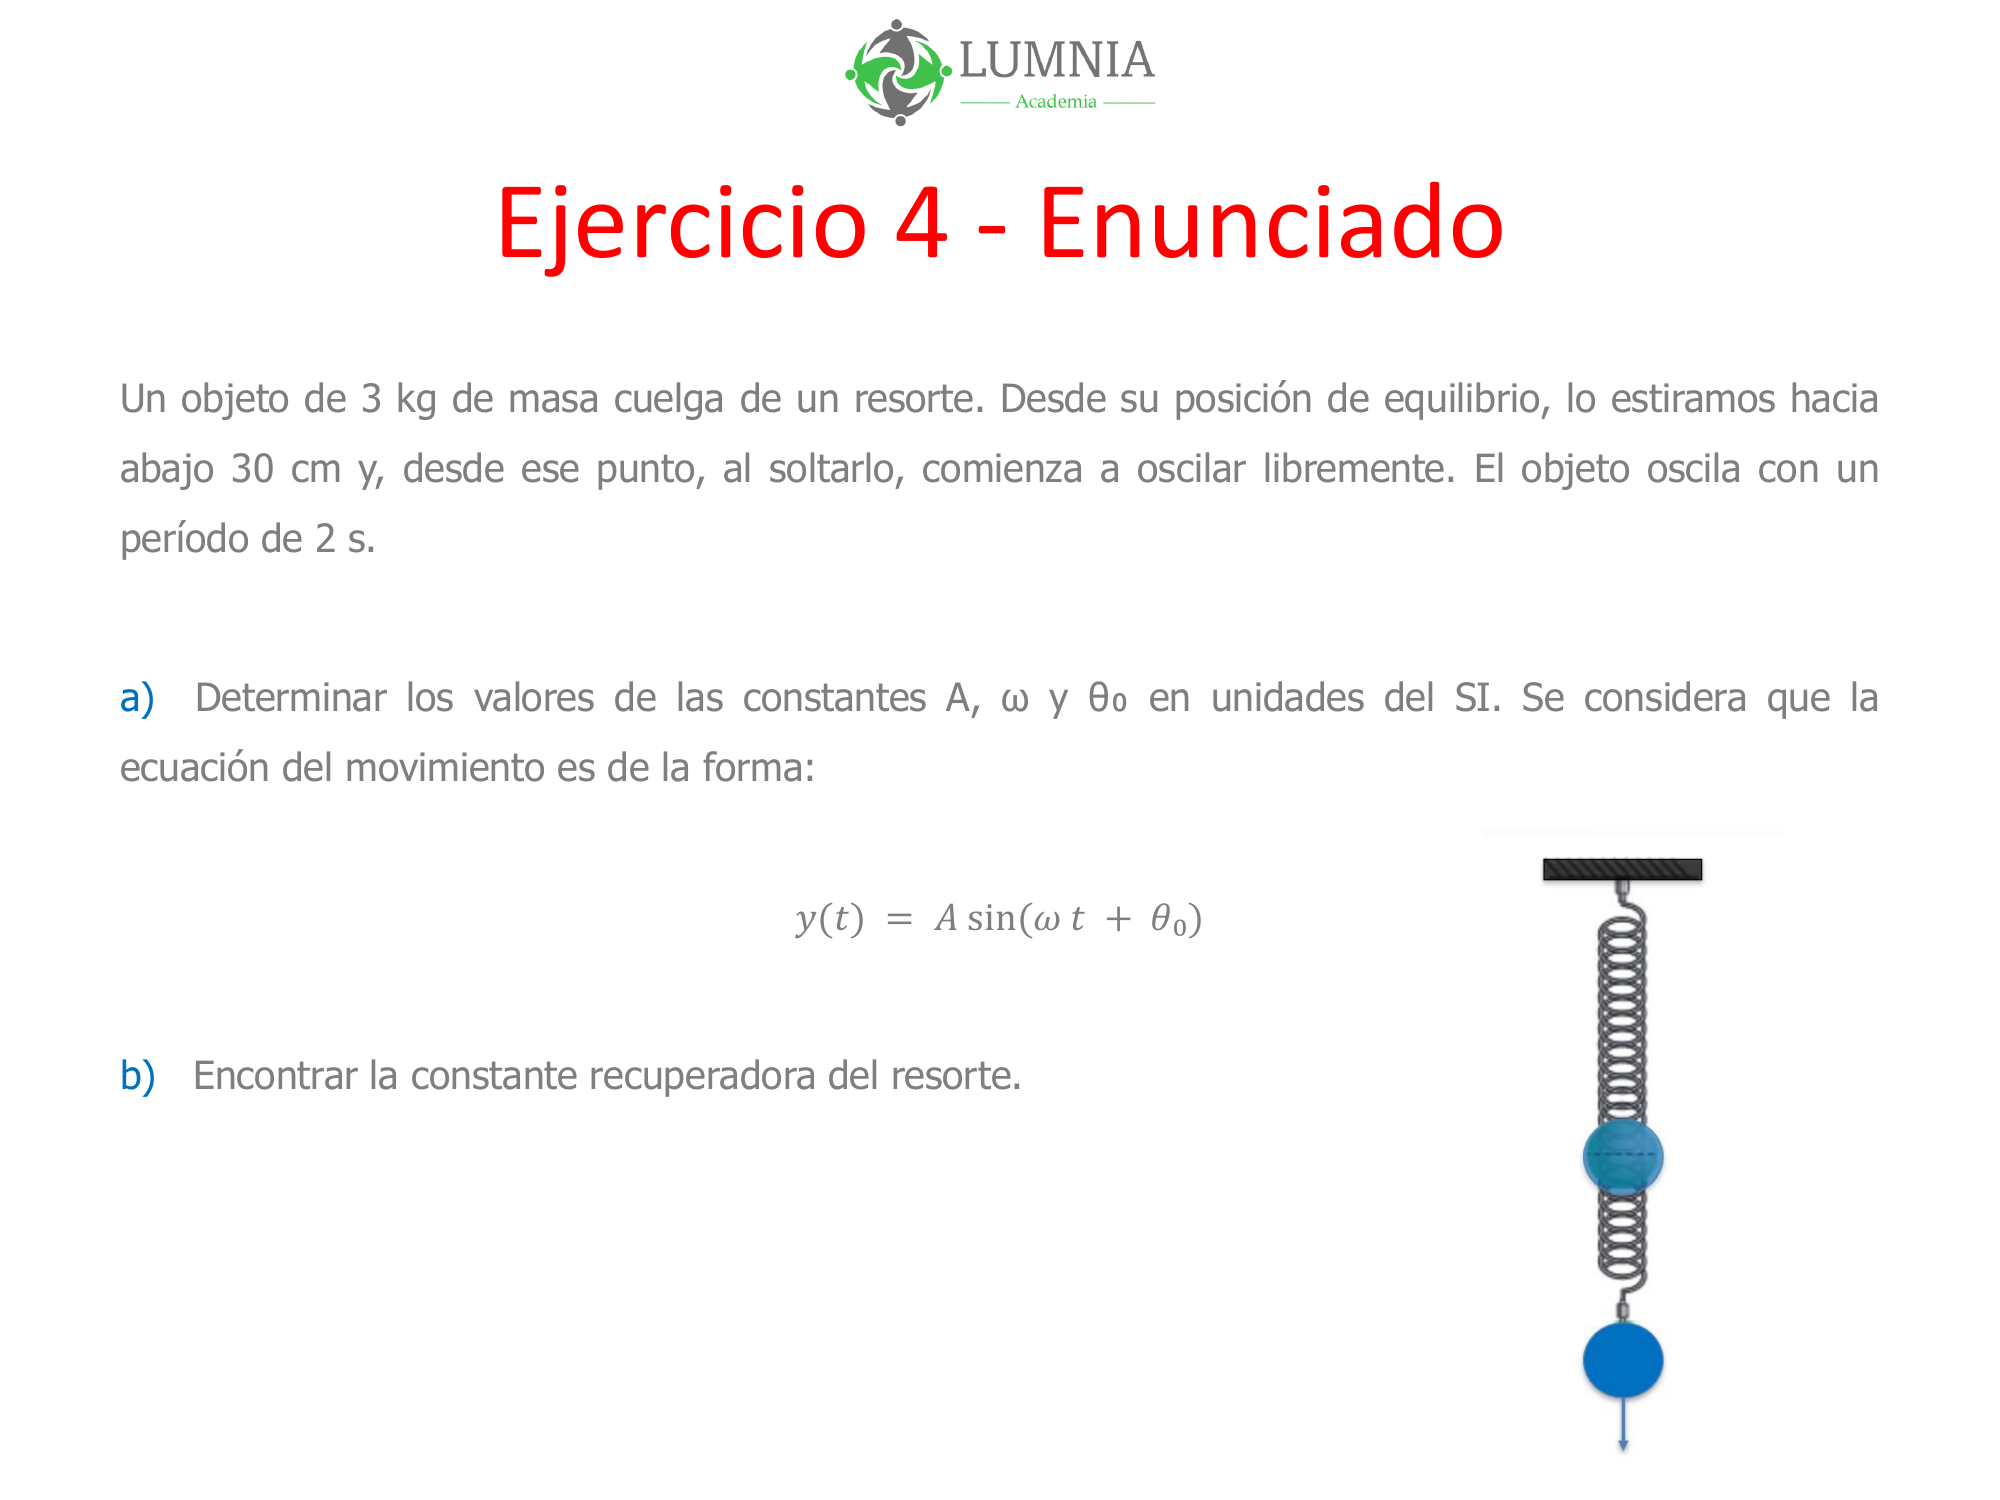 LUMNIA
Academia
Ejercicio 4 - Enunciado
Un objeto de 3 kg de masa cuelga de un resorte. Desde su posición de equilibrio, lo estiramos hacia
abajo 30 cm y, desde ese punto, al soltarlo, comienza a oscilar libremente. El objeto oscila con un
período de 2 s.
a) Determinar los valores de las constantes A, ω y θ₀ en unidades del SI. Se considera que la
ecuación del movimiento es de la forma:
y(t) = A sin(ω t + θ₀)
b) Encontrar la constante recuperadora del resorte.